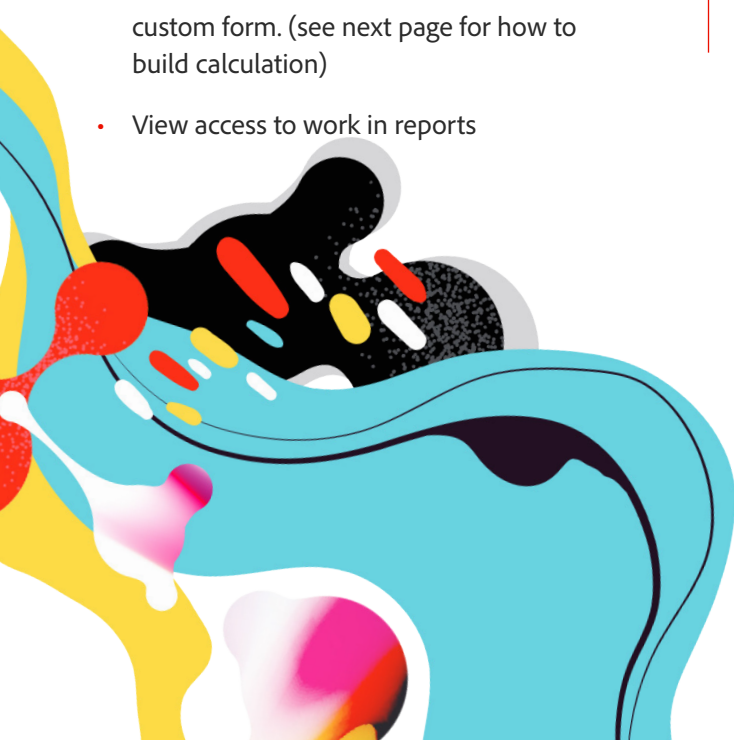 custom form. (see next page for how to
build calculation)
• View access to work in reports